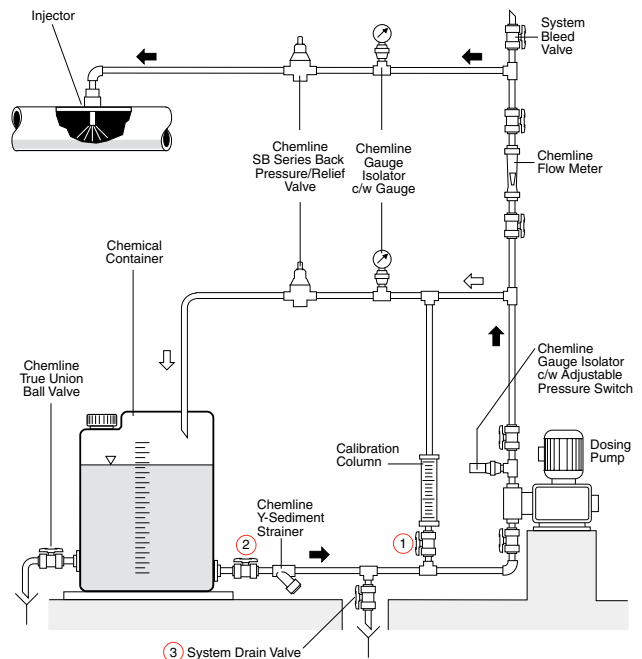 Injector
System
Bleed
Valve
Chemline
SB Series Back
Pressure/Relief
Valve
Chemline
Gauge
Isolator
c/w Gauge
Chemline
Flow Meter
Chemical
Container
Chemline
True Union
Ball Valve
Chemline
Gauge Isolator
c/w Adjustable
Pressure Switch
Calibration
Column
Dosing
Pump
Chemline
Y-Sediment
Strainer
2
1
3 System Drain Valve